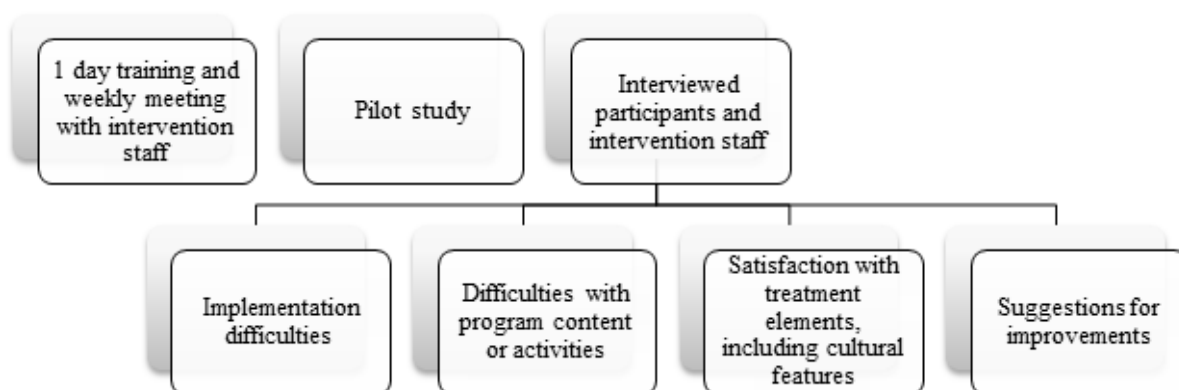 1 day training and
weekly meeting
with intervention
staff
Pilot study
Interviewed
participants and
intervention staff
Implementation
difficulties
Difficulties with
program content
or activities
Satisfaction with
treatment
elements,
including cultural
features
Suggestions for
improvements